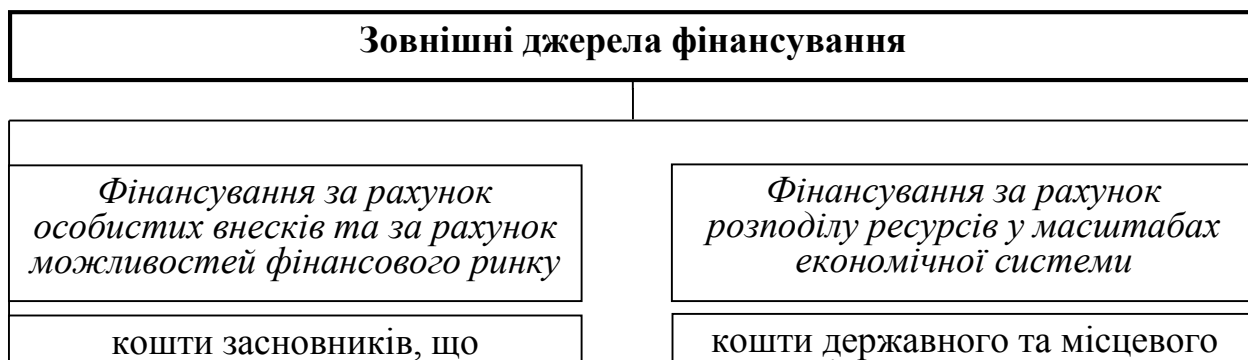 Зовнішні джерела фінансування
Фінансування за рахунок
особистих внесків та за рахунок
можливостей фінансового ринку
Фінансування за рахунок
розподілу ресурсів у масштабах
економічної системи
кошти засновників, що
кошти державного та місцевого